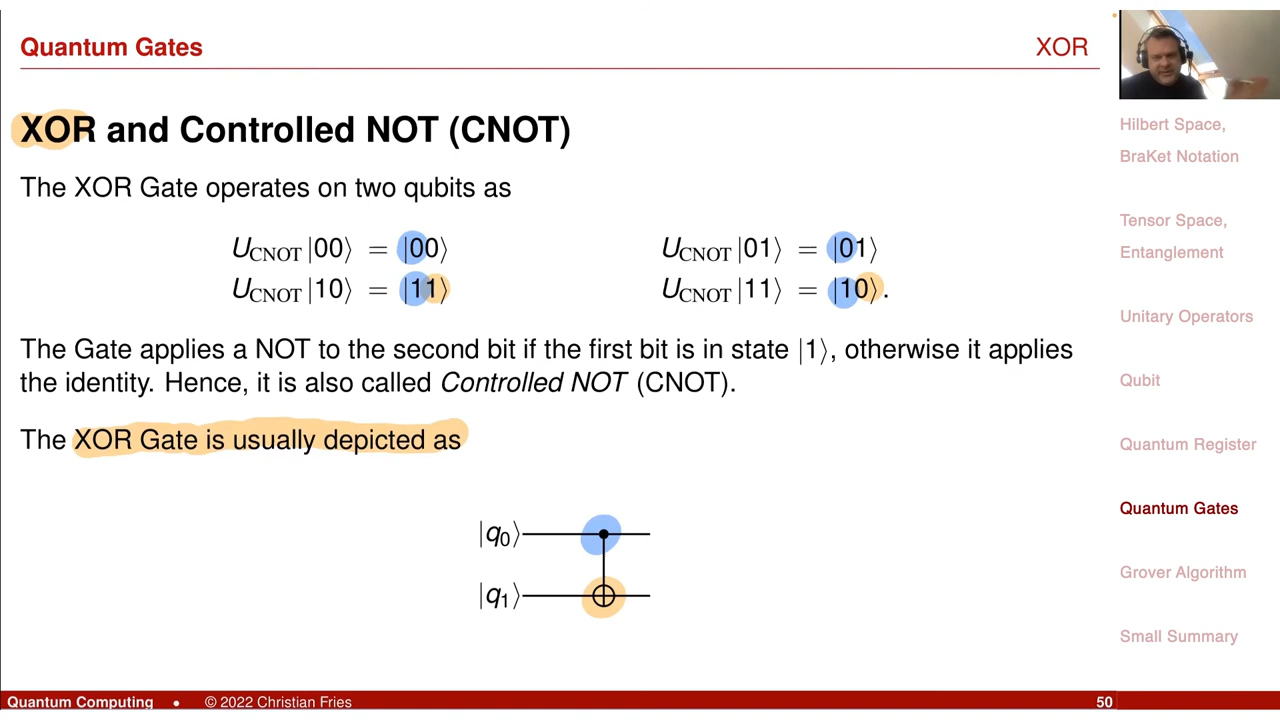 Quantum Gates
XOR
XOR and Controlled NOT (CNOT)
The XOR Gate operates on two qubits as
U_CNOT |00⟩ = |00⟩ U_CNOT |01⟩ = |01⟩
U_CNOT |10⟩ = |11⟩ U_CNOT |11⟩ = |10⟩.
The Gate applies a NOT to the second bit if the first bit is in state |1⟩, otherwise it applies
the identity. Hence, it is also called Controlled NOT (CNOT).
The XOR Gate is usually depicted as
|q₀⟩
|q₁⟩
Hilbert Space,
BraKet Notation
Tensor Space,
Entanglement
Unitary Operators
Qubit
Quantum Register
Quantum Gates
Grover Algorithm
Small Summary
Quantum Computing • © 2022 Christian Fries 50